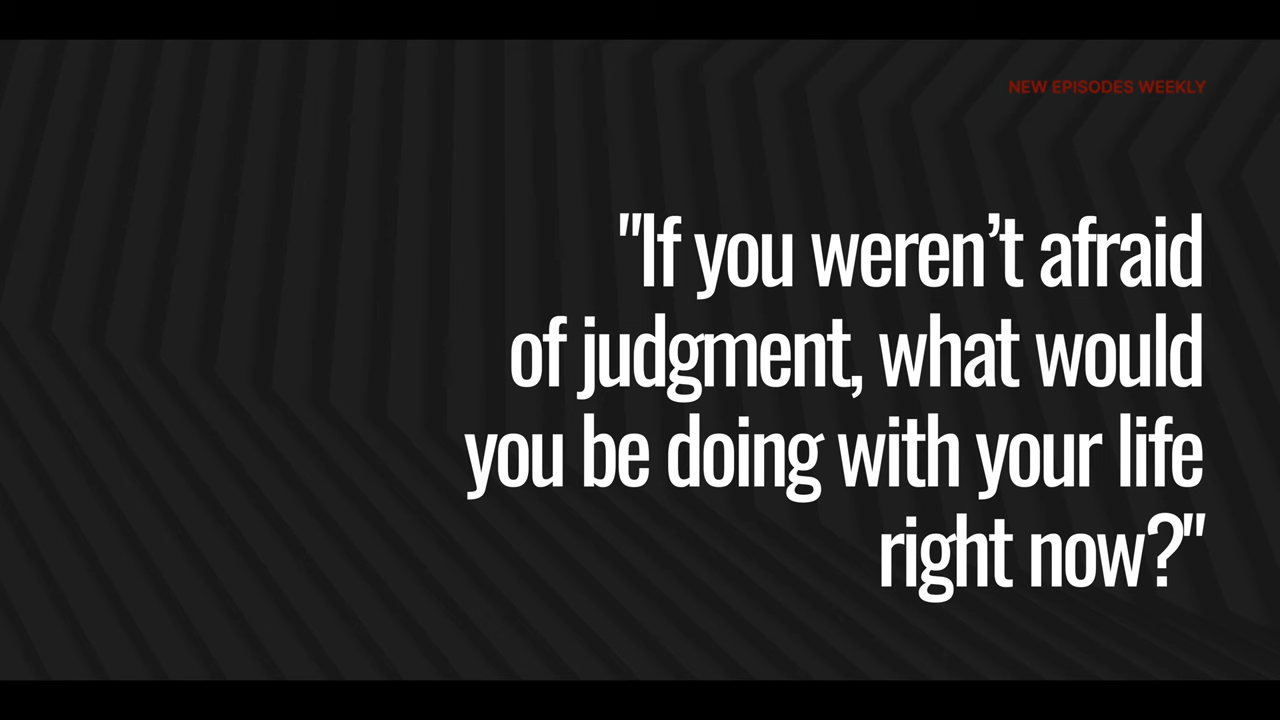 NEW EPISODES WEEKLY
"If you weren’t afraid
of judgment, what would
you be doing with your life
right now?"